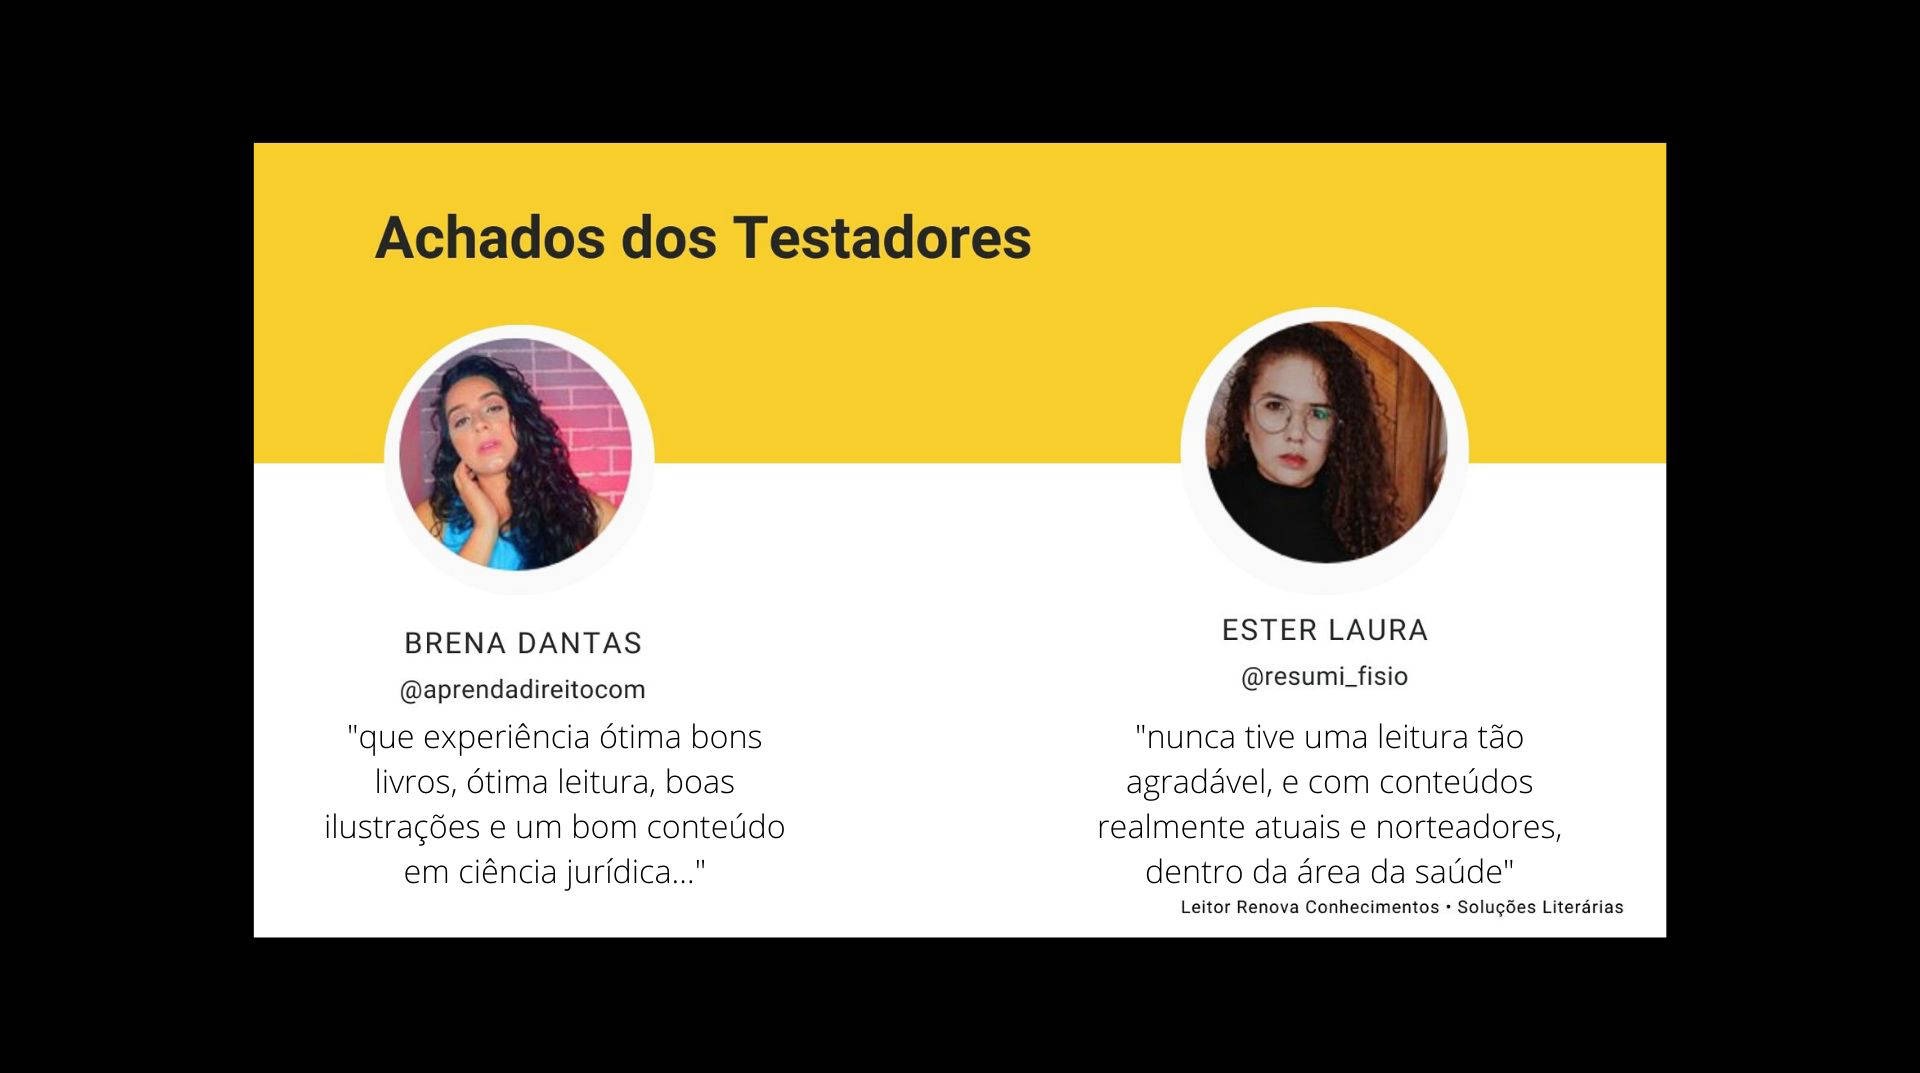 Achados dos Testadores
BRENA DANTAS
@aprendadireitocom
"que experiência ótima bons
livros, ótima leitura, boas
ilustrações e um bom conteúdo
em ciência jurídica..."
ESTER LAURA
@resumi_fisio
"nunca tive uma leitura tão
agradável, e com conteúdos
realmente atuais e norteadores,
dentro da área da saúde"
Leitor Renova Conhecimentos • Soluções Literárias